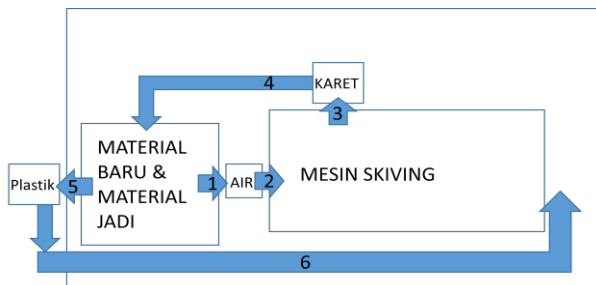 4
KARET
3
MATERIAL
BARU &
MATERIAL
JADI
Plastik
5
1
AIR
2
MESIN SKIVING
6